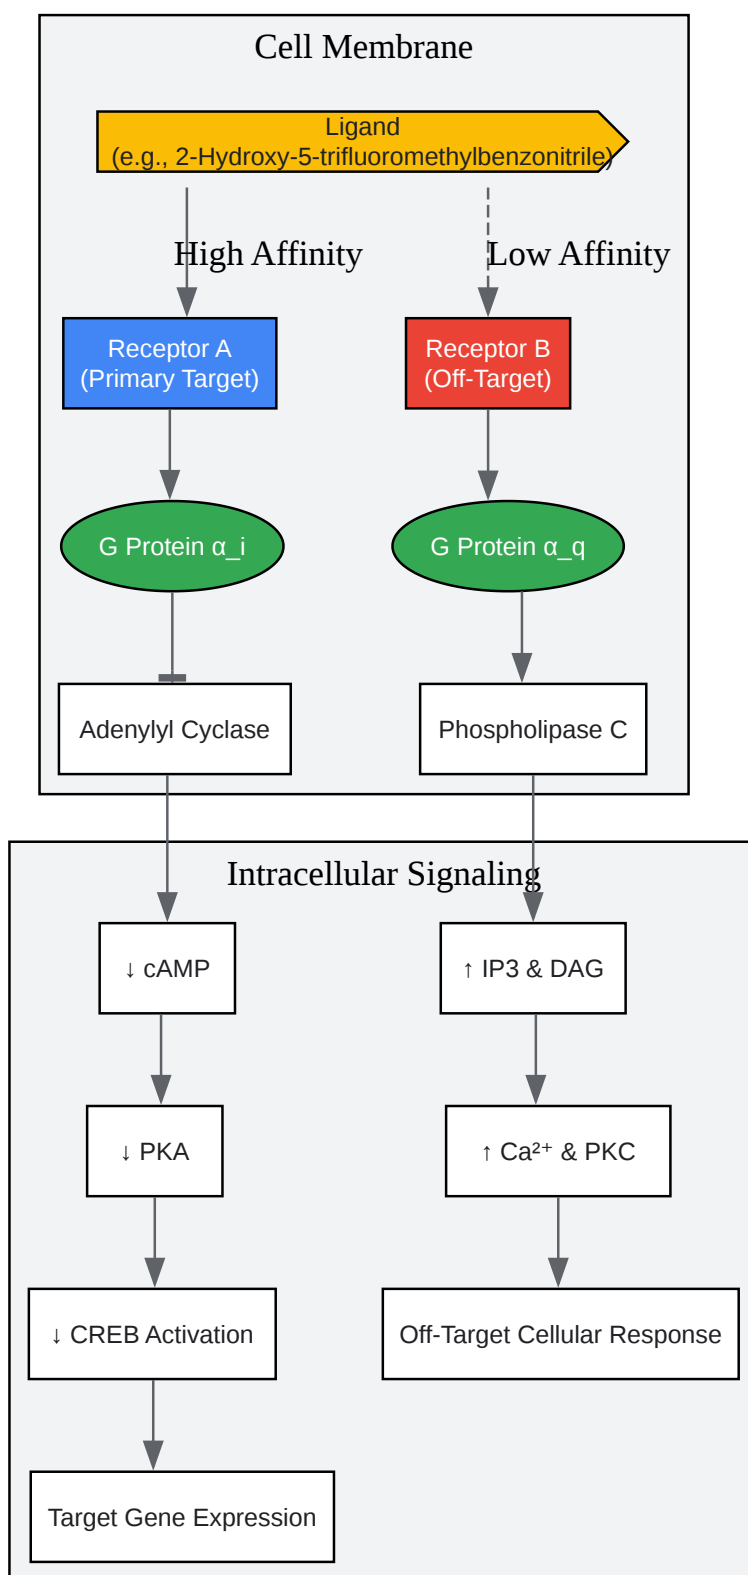 Cell Membrane
Ligand
(e.g., 2-Hydroxy-5-trifluoromethylbenzonitrile)
High Affinity
Low Affinity
Receptor A
(Primary Target)
Receptor B
(Off-Target)
G Protein α_i
G Protein α_q
Adenylyl Cyclase
Phospholipase C
Intracellular Signaling
↓ cAMP
↑ IP3 & DAG
↓ PKA
↑ Ca²⁺ & PKC
↓ CREB Activation
Off-Target Cellular Response
Target Gene Expression